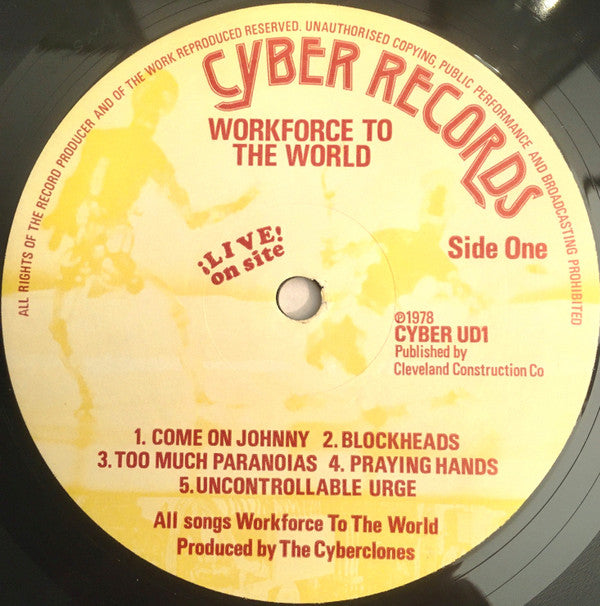 ALL RIGHTS OF THE RECORD PRODUCER AND OF THE WORK REPRODUCED RESERVED. UNAUTHORISED COPYING, PUBLIC PERFORMANCE AND BROADCASTING PROHIBITED
CYBER RECORDS
WORKFORCE TO
THE WORLD
¡LIVE!
on site
Side One
℗1978
CYBER UD1
Published by
Cleveland Construction Co
1. COME ON JOHNNY 2. BLOCKHEADS
3. TOO MUCH PARANOIAS 4. PRAYING HANDS
5. UNCONTROLLABLE URGE
All songs Workforce To The World
Produced by The Cyberclones